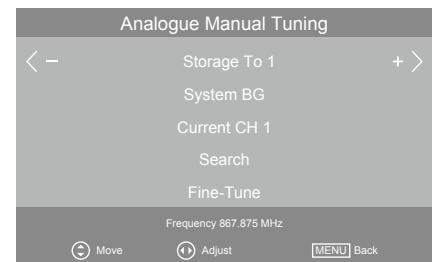 Analogue Manual Tuning
< − Storage To 1 + >
System BG
Current CH 1
Search
Fine-Tune
Frequency 867.875 MHz
Move Adjust MENU Back